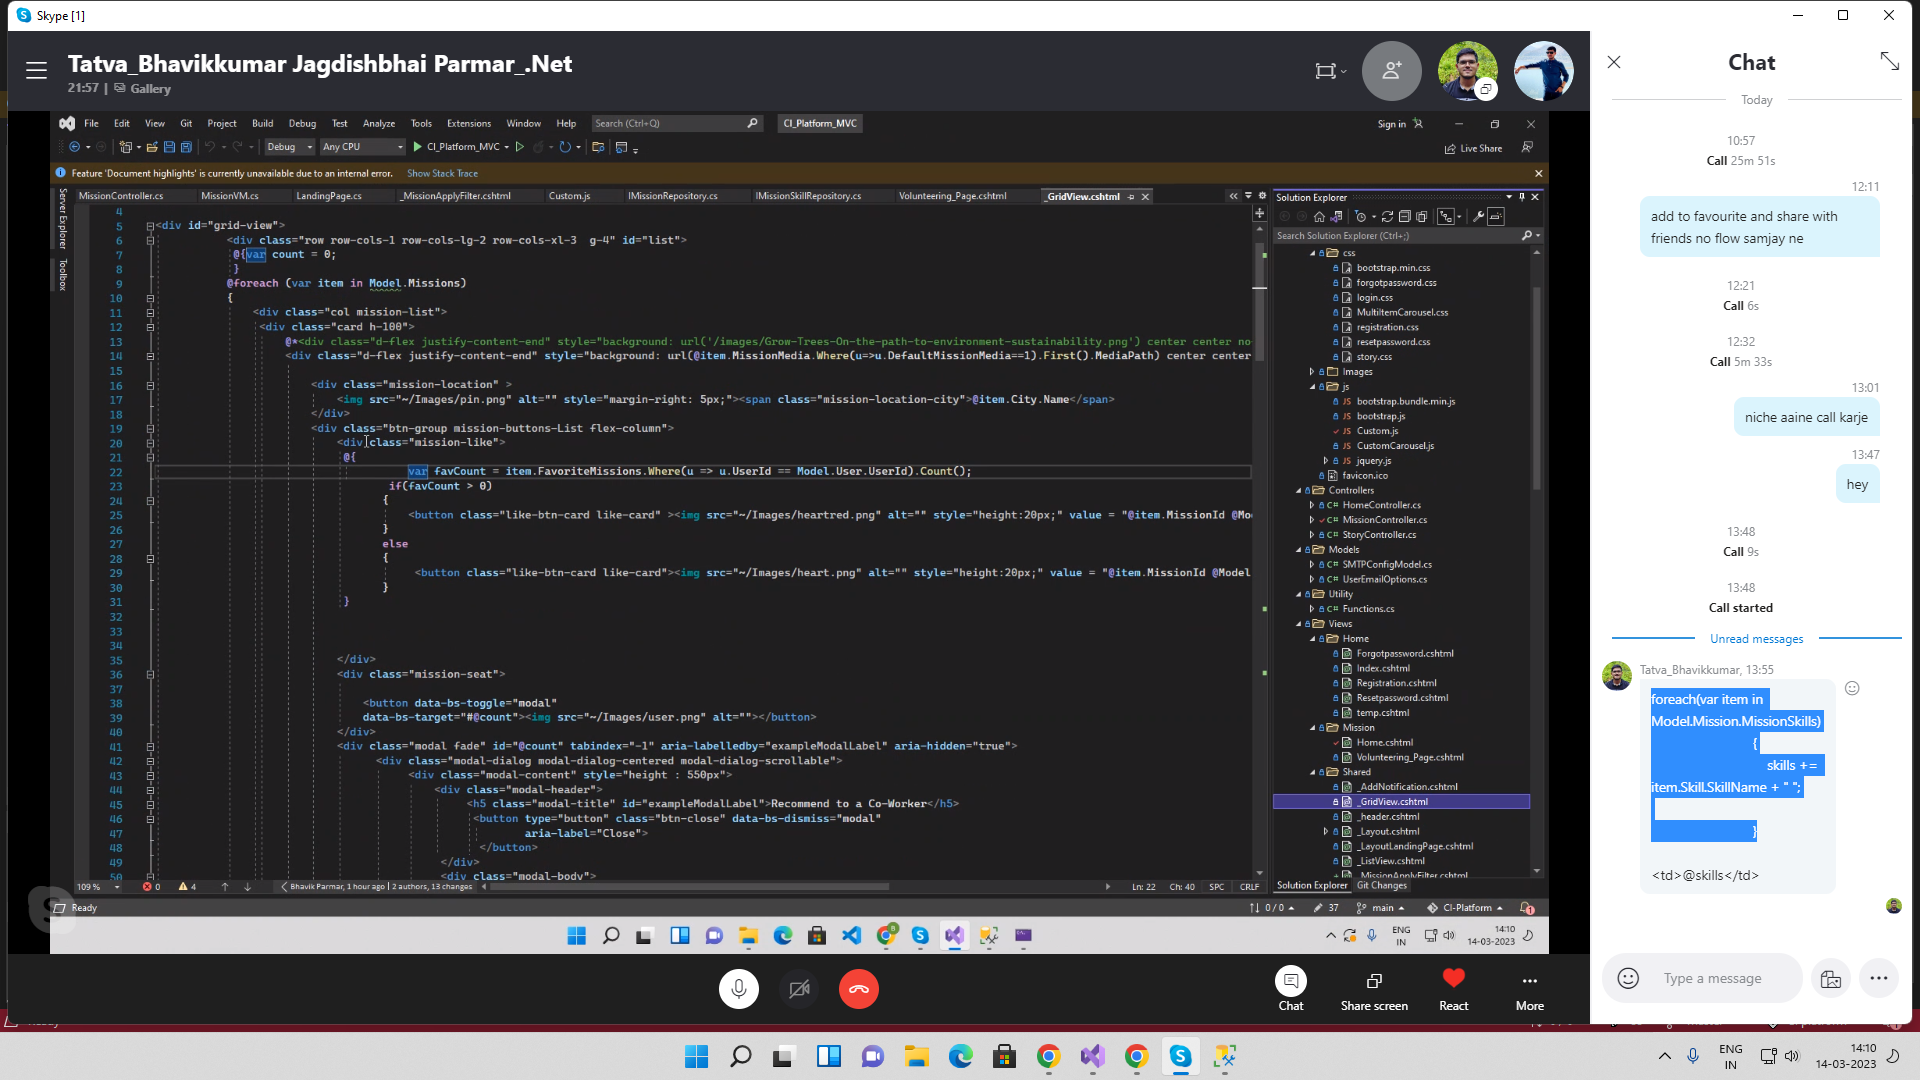 Skype [1]
Tatva_Bhavikkumar Jagdishbhai Parmar_.Net
21:57 | Gallery
File Edit View Git Project Build Debug Test Analyze Tools Extensions Window Help Search (Ctrl+Q) CI_Platform_MVC Sign in
Debug Any CPU CI_Platform_MVC Live Share
Feature 'Document highlights' is currently unavailable due to an internal error. Show Stack Trace
Server Explorer
Toolbox
MissionController.cs MissionVM.cs LandingPage.cs _MissionApplyFilter.cshtml Custom.js IMissionRepository.cs IMissionSkillRepository.cs Volunteering_Page.cshtml _GridView.cshtml
4
5 <div id="grid-view">
6 <div class="row row-cols-1 row-cols-lg-2 row-cols-xl-3  g-4" id="list">
7 @{var count = 0;
8 }
9 @foreach (var item in Model.Missions)
10 {
11 <div class="col mission-list">
12 <div class="card h-100">
13 @*<div class="d-flex justify-content-end" style="background: url('/images/Grow-Trees-On-the-path-to-environment-sustainability.png') center center no
14 <div class="d-flex justify-content-end" style="background: url(@item.MissionMedia.Where(u=>u.DefaultMissionMedia==1).First().MediaPath) center center
15
16 <div class="mission-location" >
17 <img src="~/Images/pin.png" alt="" style="margin-right: 5px;"><span class="mission-location-city">@item.City.Name</span>
18 </div>
19 <div class="btn-group mission-buttons-List flex-column">
20 <div class="mission-like">
21 @{
22 var favCount = item.FavoriteMissions.Where(u => u.UserId == Model.User.UserId).Count();
23 if(favCount > 0)
24 {
25 <button class="like-btn-card like-card" ><img src="~/Images/heartred.png" alt="" style="height:20px;" value = "@item.MissionId @Mo
26 }
27 else
28 {
29 <button class="like-btn-card like-card"><img src="~/Images/heart.png" alt="" style="height:20px;" value = "@item.MissionId @Model
30 }
31 }
32
33
34
35 </div>
36 <div class="mission-seat">
37
38 <button data-bs-toggle="modal"
39 data-bs-target="#@count"><img src="~/Images/user.png" alt=""></button>
40 </div>
41 <div class="modal fade" id="@count" tabindex="-1" aria-labelledby="exampleModalLabel" aria-hidden="true">
42 <div class="modal-dialog modal-dialog-centered modal-dialog-scrollable">
43 <div class="modal-content" style="height : 550px">
44 <div class="modal-header">
45 <h5 class="modal-title" id="exampleModalLabel">Recommend to a Co-Worker</h5>
46 <button type="button" class="btn-close" data-bs-dismiss="modal"
47 aria-label="Close">
48 </button>
49 </div>
50 <div class="modal-body">
109 % 0 4 Bhavik Parmar, 1 hour ago | 2 authors, 13 changes Ln: 22 Ch: 40 SPC CRLF
Ready 0 / 0 37 main CI-Platform 1
Solution Explorer
Search Solution Explorer (Ctrl+;)
css
bootstrap.min.css
forgotpassword.css
login.css
MultiItemCarousel.css
registration.css
resetpassword.css
story.css
Images
js
bootstrap.bundle.min.js
bootstrap.js
Custom.js
CustomCarousel.js
jquery.js
favicon.ico
Controllers
HomeController.cs
MissionController.cs
StoryController.cs
Models
SMTPConfigModel.cs
UserEmailOptions.cs
Utility
Functions.cs
Views
Home
Forgotpassword.cshtml
Index.cshtml
Registration.cshtml
Resetpassword.cshtml
temp.cshtml
Mission
Home.cshtml
Volunteering_Page.cshtml
Shared
_AddNotification.cshtml
_GridView.cshtml
_header.cshtml
_Layout.cshtml
_LayoutLandingPage.cshtml
_ListView.cshtml
_MissionApplyFilter.cshtml
Solution Explorer Git Changes
ENG
IN
14:10
14-03-2023
Chat
Share screen
React
More
Chat
Today
10:57
Call 25m 51s
12:11
add to favourite and share with
friends no flow samjay ne
12:21
Call 6s
12:32
Call 5m 33s
13:01
niche aaine call karje
13:47
hey
13:48
Call 9s
13:48
Call started
Unread messages
Tatva_Bhavikkumar, 13:55
foreach(var item in
Model.Mission.MissionSkills)
{
skills +=
item.Skill.SkillName + " ";
}
<td>@skills</td>
Type a message
ENG
IN
14:10
14-03-2023